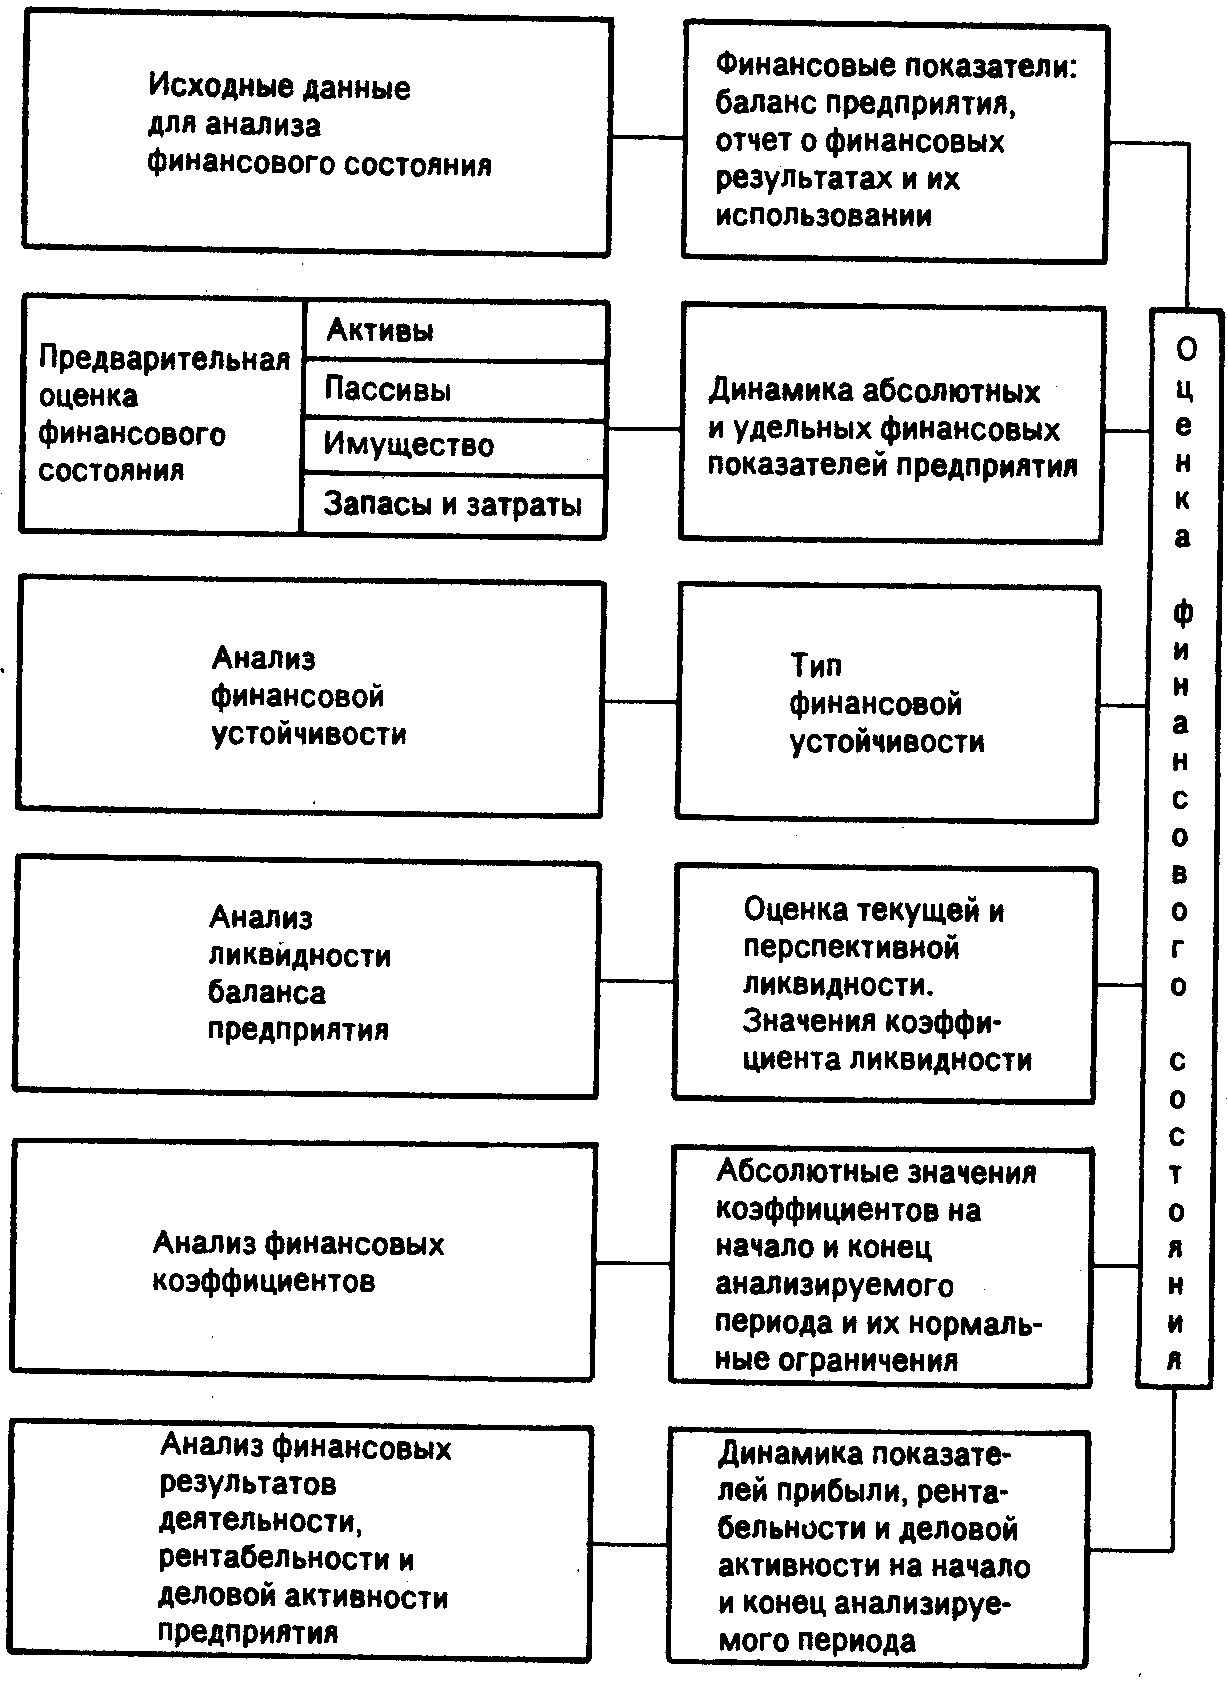 Исходные данные
для анализа
финансового состояния
Финансовые показатели:
баланс предприятия,
отчет о финансовых
результатах и их
использовании
Предварительная
оценка
финансового
состояния
Активы
Пассивы
Имущество
Запасы и затраты
Динамика абсолютных
и удельных финансовых
показателей предприятия
Анализ
финансовой
устойчивости
Тип
финансовой
устойчивости
Анализ
ликвидности
баланса
предприятия
Оценка текущей и
перспективной
ликвидности.
Значения коэффи-
циента ликвидности
Анализ финансовых
коэффициентов
Абсолютные значения
коэффициентов на
начало и конец
анализируемого
периода и их нормаль-
ные ограничения
Анализ финансовых
результатов
деятельности,
рентабельности и
деловой активности
предприятия
Динамика показате-
лей прибыли, рента-
бельности и деловой
активности на начало
и конец анализируе-
мого периода
Оценка финансового состояния